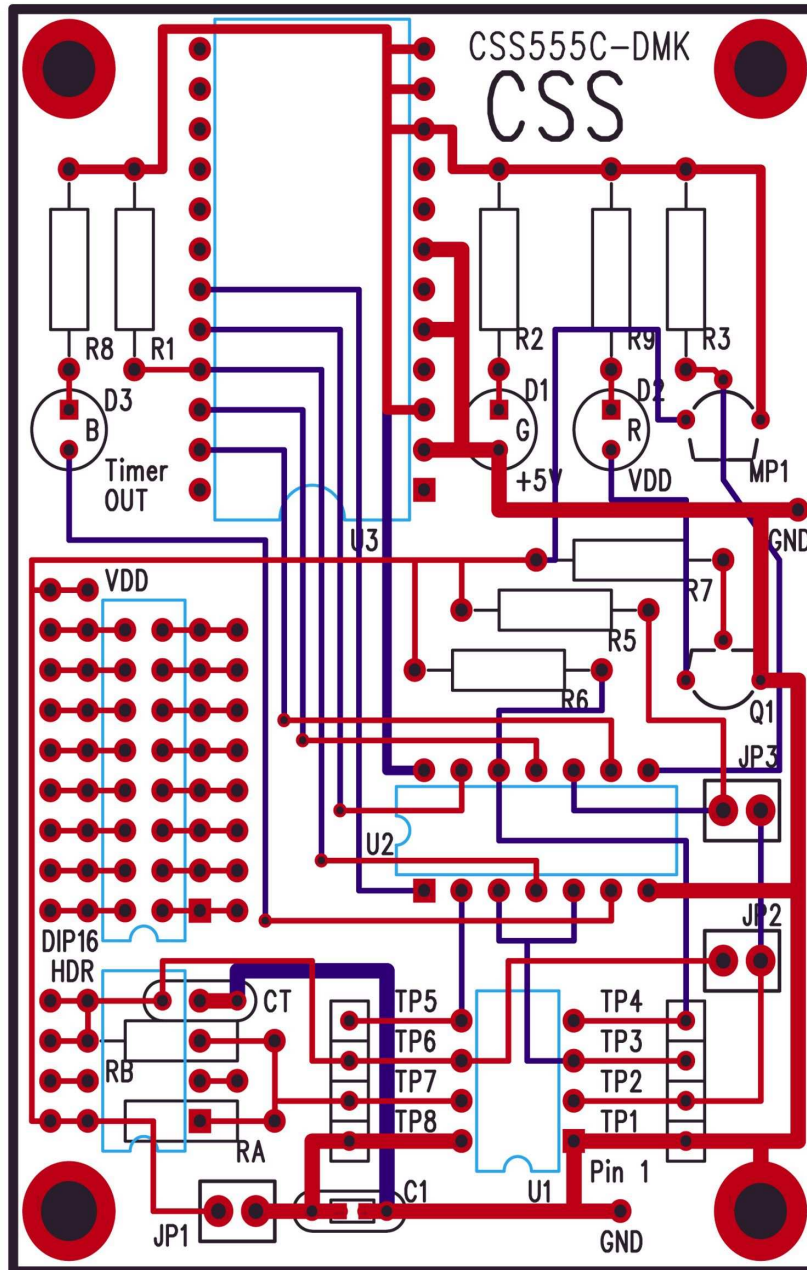 CSS555C-DMK
CSS
R8
R1
R2
R9
R3
D3
B
D1
G
D2
R
MP1
Timer
OUT
+5V
VDD
U3
GND
VDD
R7
R5
R6
Q1
JP3
U2
JP2
DIP16
HDR
CT
TP5
TP4
TP6
TP3
RB
TP7
TP2
TP8
TP1
RA
Pin 1
C1
U1
JP1
GND